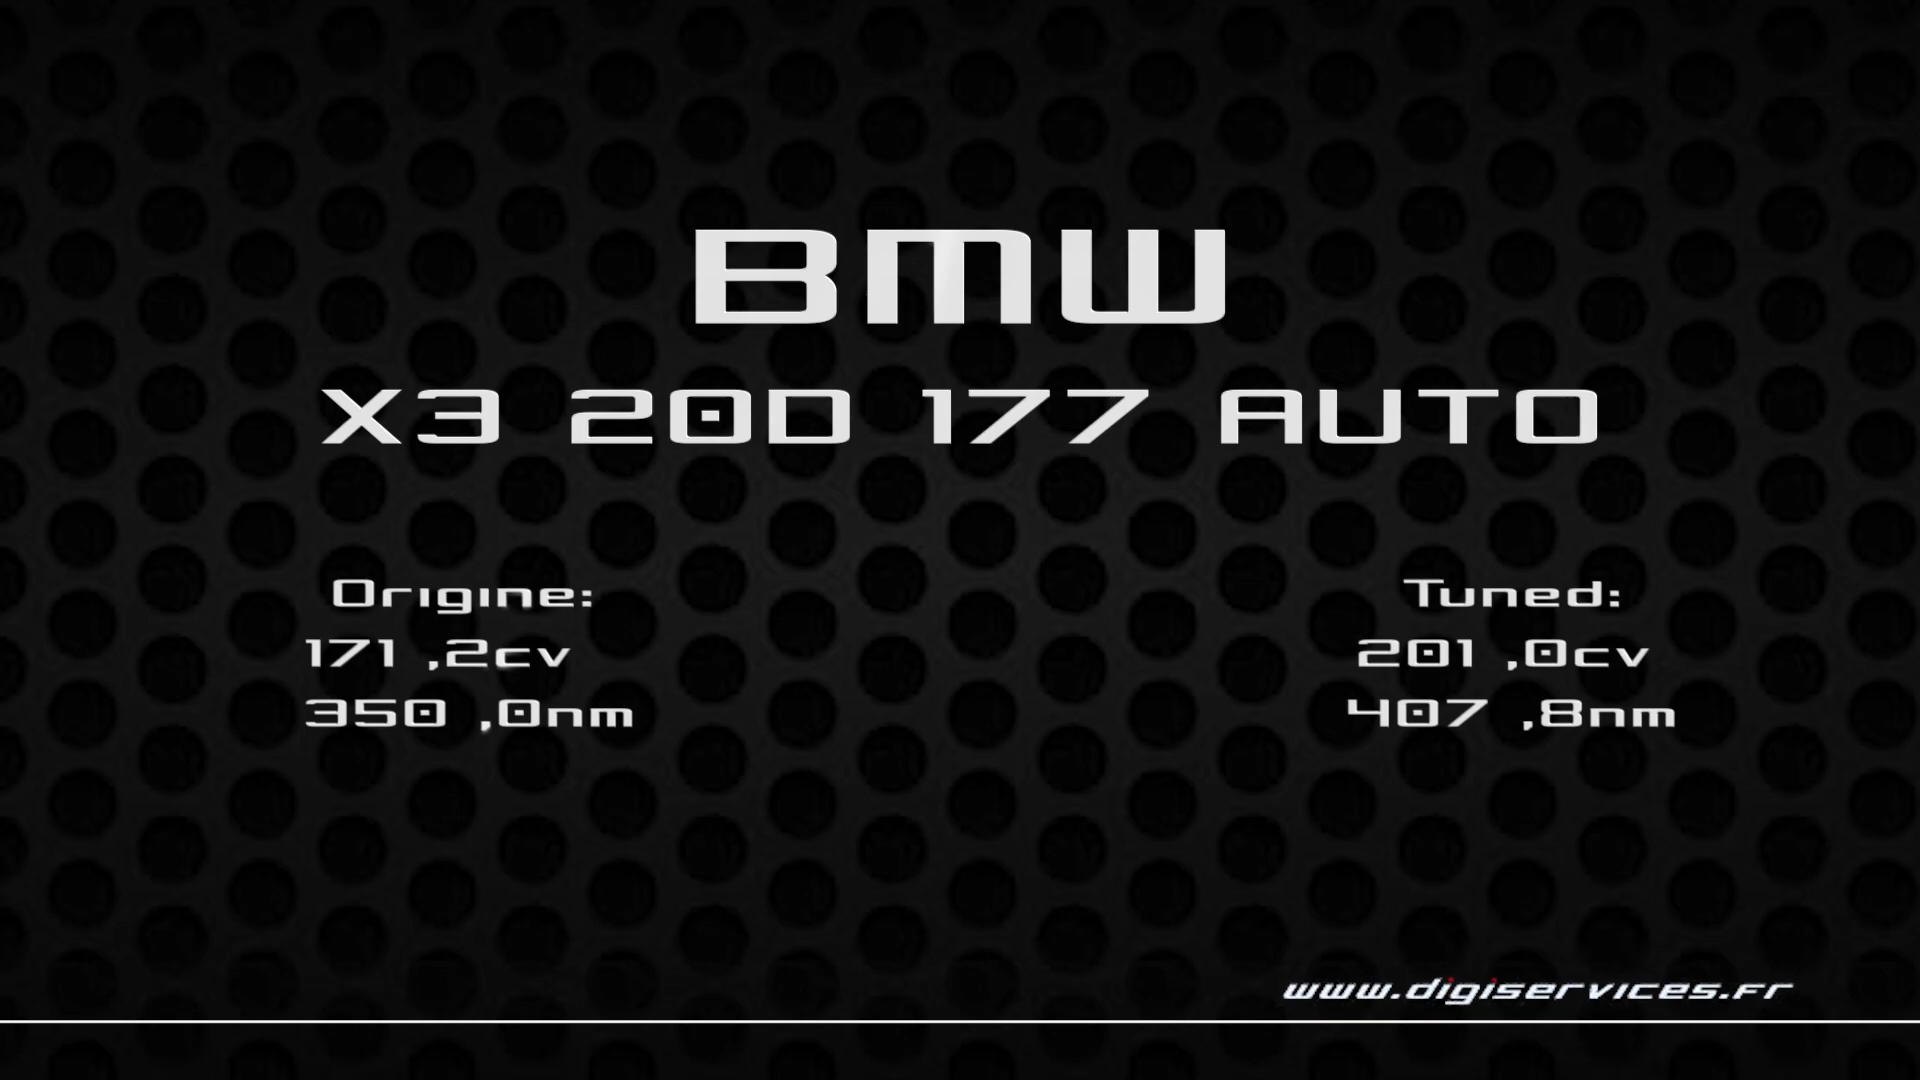 BMW
X3 20D 177 AUTO
Origine:
171 ,2cv
350 ,0nm
Tuned:
201 ,0cv
407 ,8nm
www.digiservices.fr